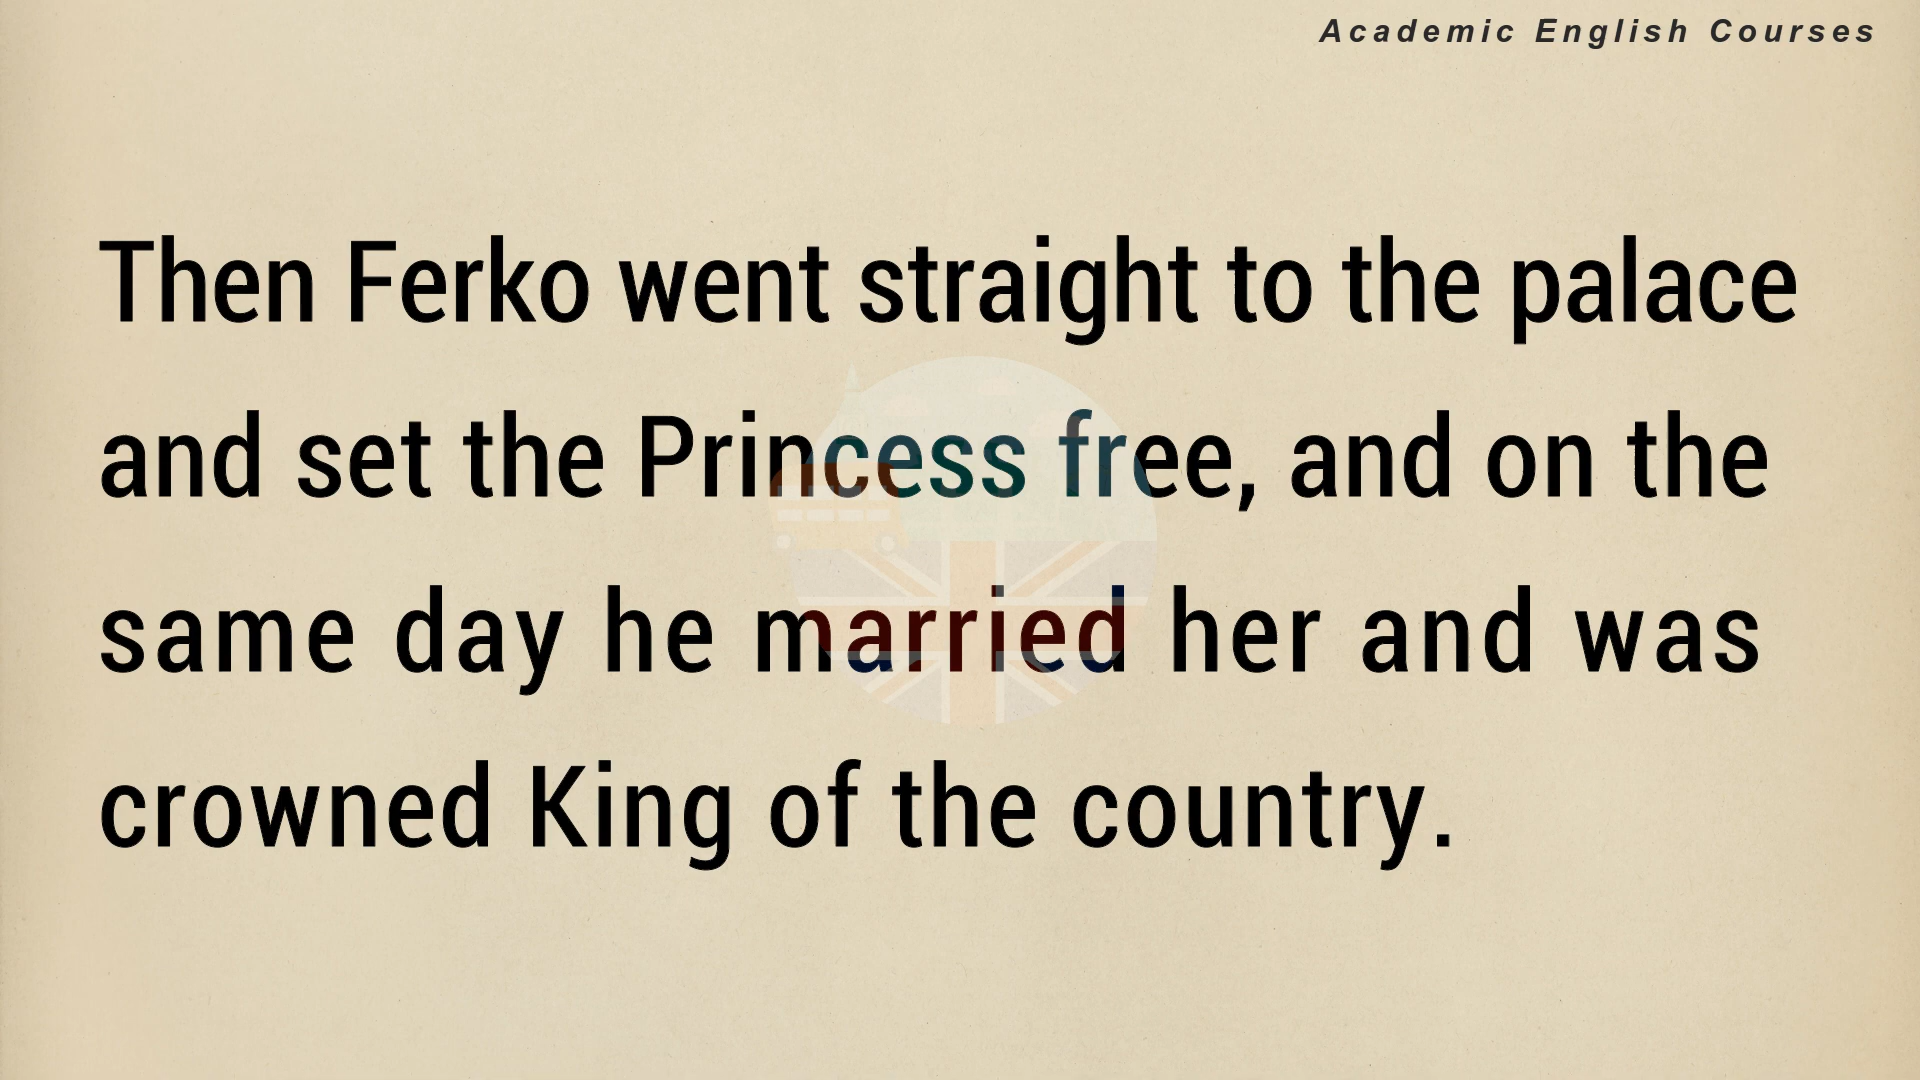 Academic English Courses
Then Ferko went straight to the palace
and set the Princess free, and on the
same day he married her and was
crowned King of the country.